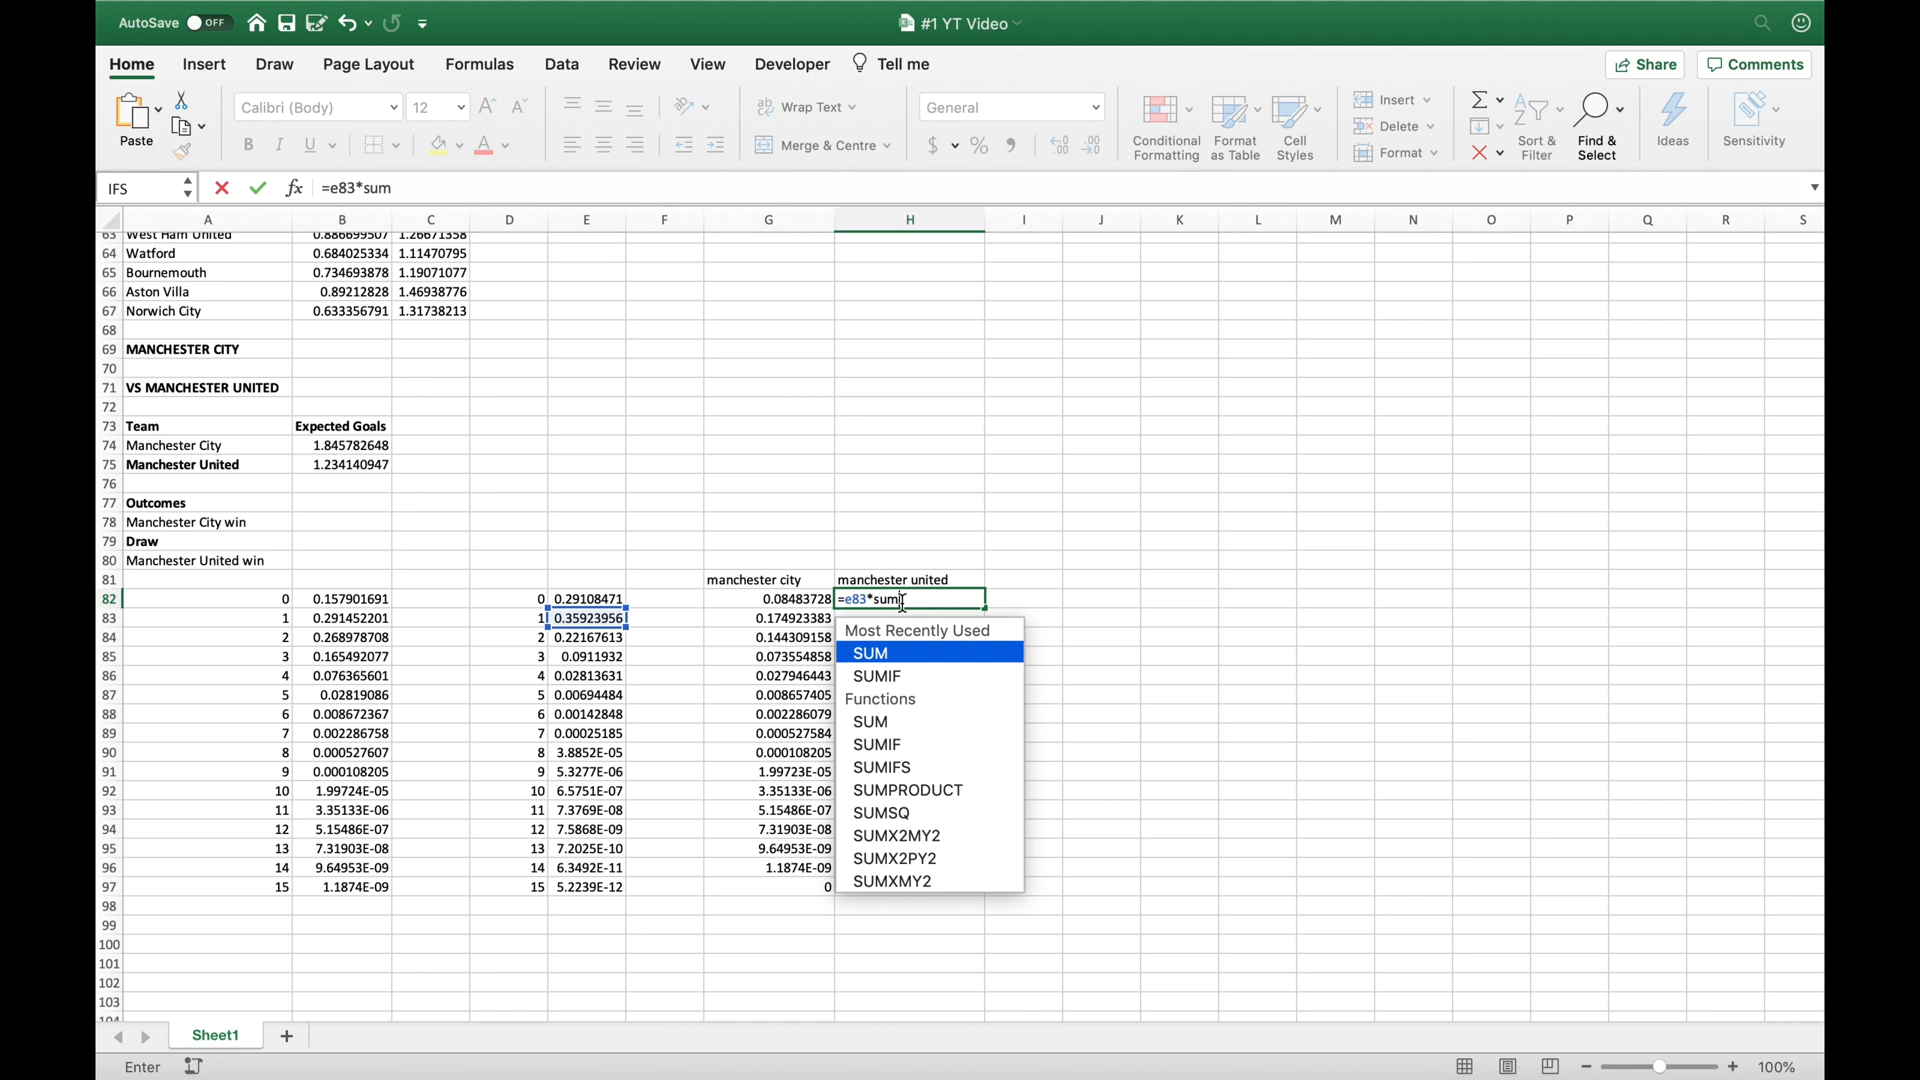 AutoSave OFF #1 YT Video
Home Insert Draw Page Layout Formulas Data Review View Developer Tell me Share Comments
Paste Calibri (Body) 12 Wrap Text General Insert
Merge & Centre Conditional Formatting Format as Table Cell Styles Delete Format Sort & Filter Find & Select Ideas Sensitivity
IFS fx =e83*sum
A B C D E F G H I J K L M N O P Q R S
63 West Ham United 0.886699507 1.26671358
64 Watford 0.684025334 1.11470795
65 Bournemouth 0.734693878 1.19071077
66 Aston Villa 0.89212828 1.46938776
67 Norwich City 0.633356791 1.31738213
68
69 MANCHESTER CITY
70
71 VS MANCHESTER UNITED
72
73 Team Expected Goals
74 Manchester City 1.845782648
75 Manchester United 1.234140947
76
77 Outcomes
78 Manchester City win
79 Draw
80 Manchester United win
81 manchester city manchester united
82 0 0.157901691 0 0.29108471 0.08483728 =e83*sum
83 1 0.291452201 1 0.35923956 0.174923383
84 2 0.268978708 2 0.22167613 0.144309158
85 3 0.165492077 3 0.0911932 0.073554858
86 4 0.076365601 4 0.02813631 0.027946443
87 5 0.02819086 5 0.00694484 0.008657405
88 6 0.008672367 6 0.00142848 0.002286079
89 7 0.002286758 7 0.00025185 0.000527584
90 8 0.000527607 8 3.8852E-05 0.000108205
91 9 0.000108205 9 5.3277E-06 1.99723E-05
92 10 1.99724E-05 10 6.5751E-07 3.35133E-06
93 11 3.35133E-06 11 7.3769E-08 5.15486E-07
94 12 5.15486E-07 12 7.5868E-09 7.31903E-08
95 13 7.31903E-08 13 7.2025E-10 9.64953E-09
96 14 9.64953E-09 14 6.3492E-11 1.1874E-09
97 15 1.1874E-09 15 5.2239E-12 0
98
99
100
101
102
103
104
Most Recently Used
SUM
SUMIF
Functions
SUM
SUMIF
SUMIFS
SUMPRODUCT
SUMSQ
SUMX2MY2
SUMX2PY2
SUMXMY2
Sheet1
Enter 100%